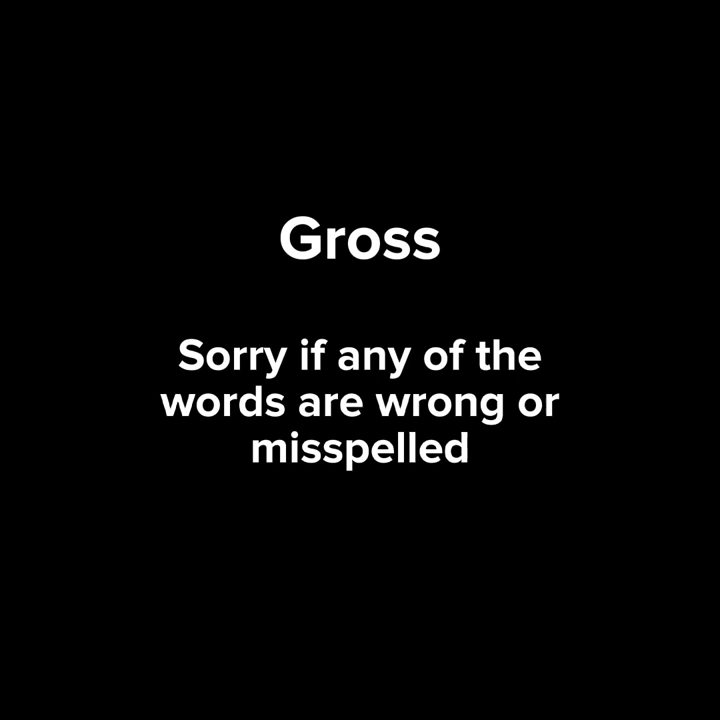 Gross
Sorry if any of the
words are wrong or
misspelled